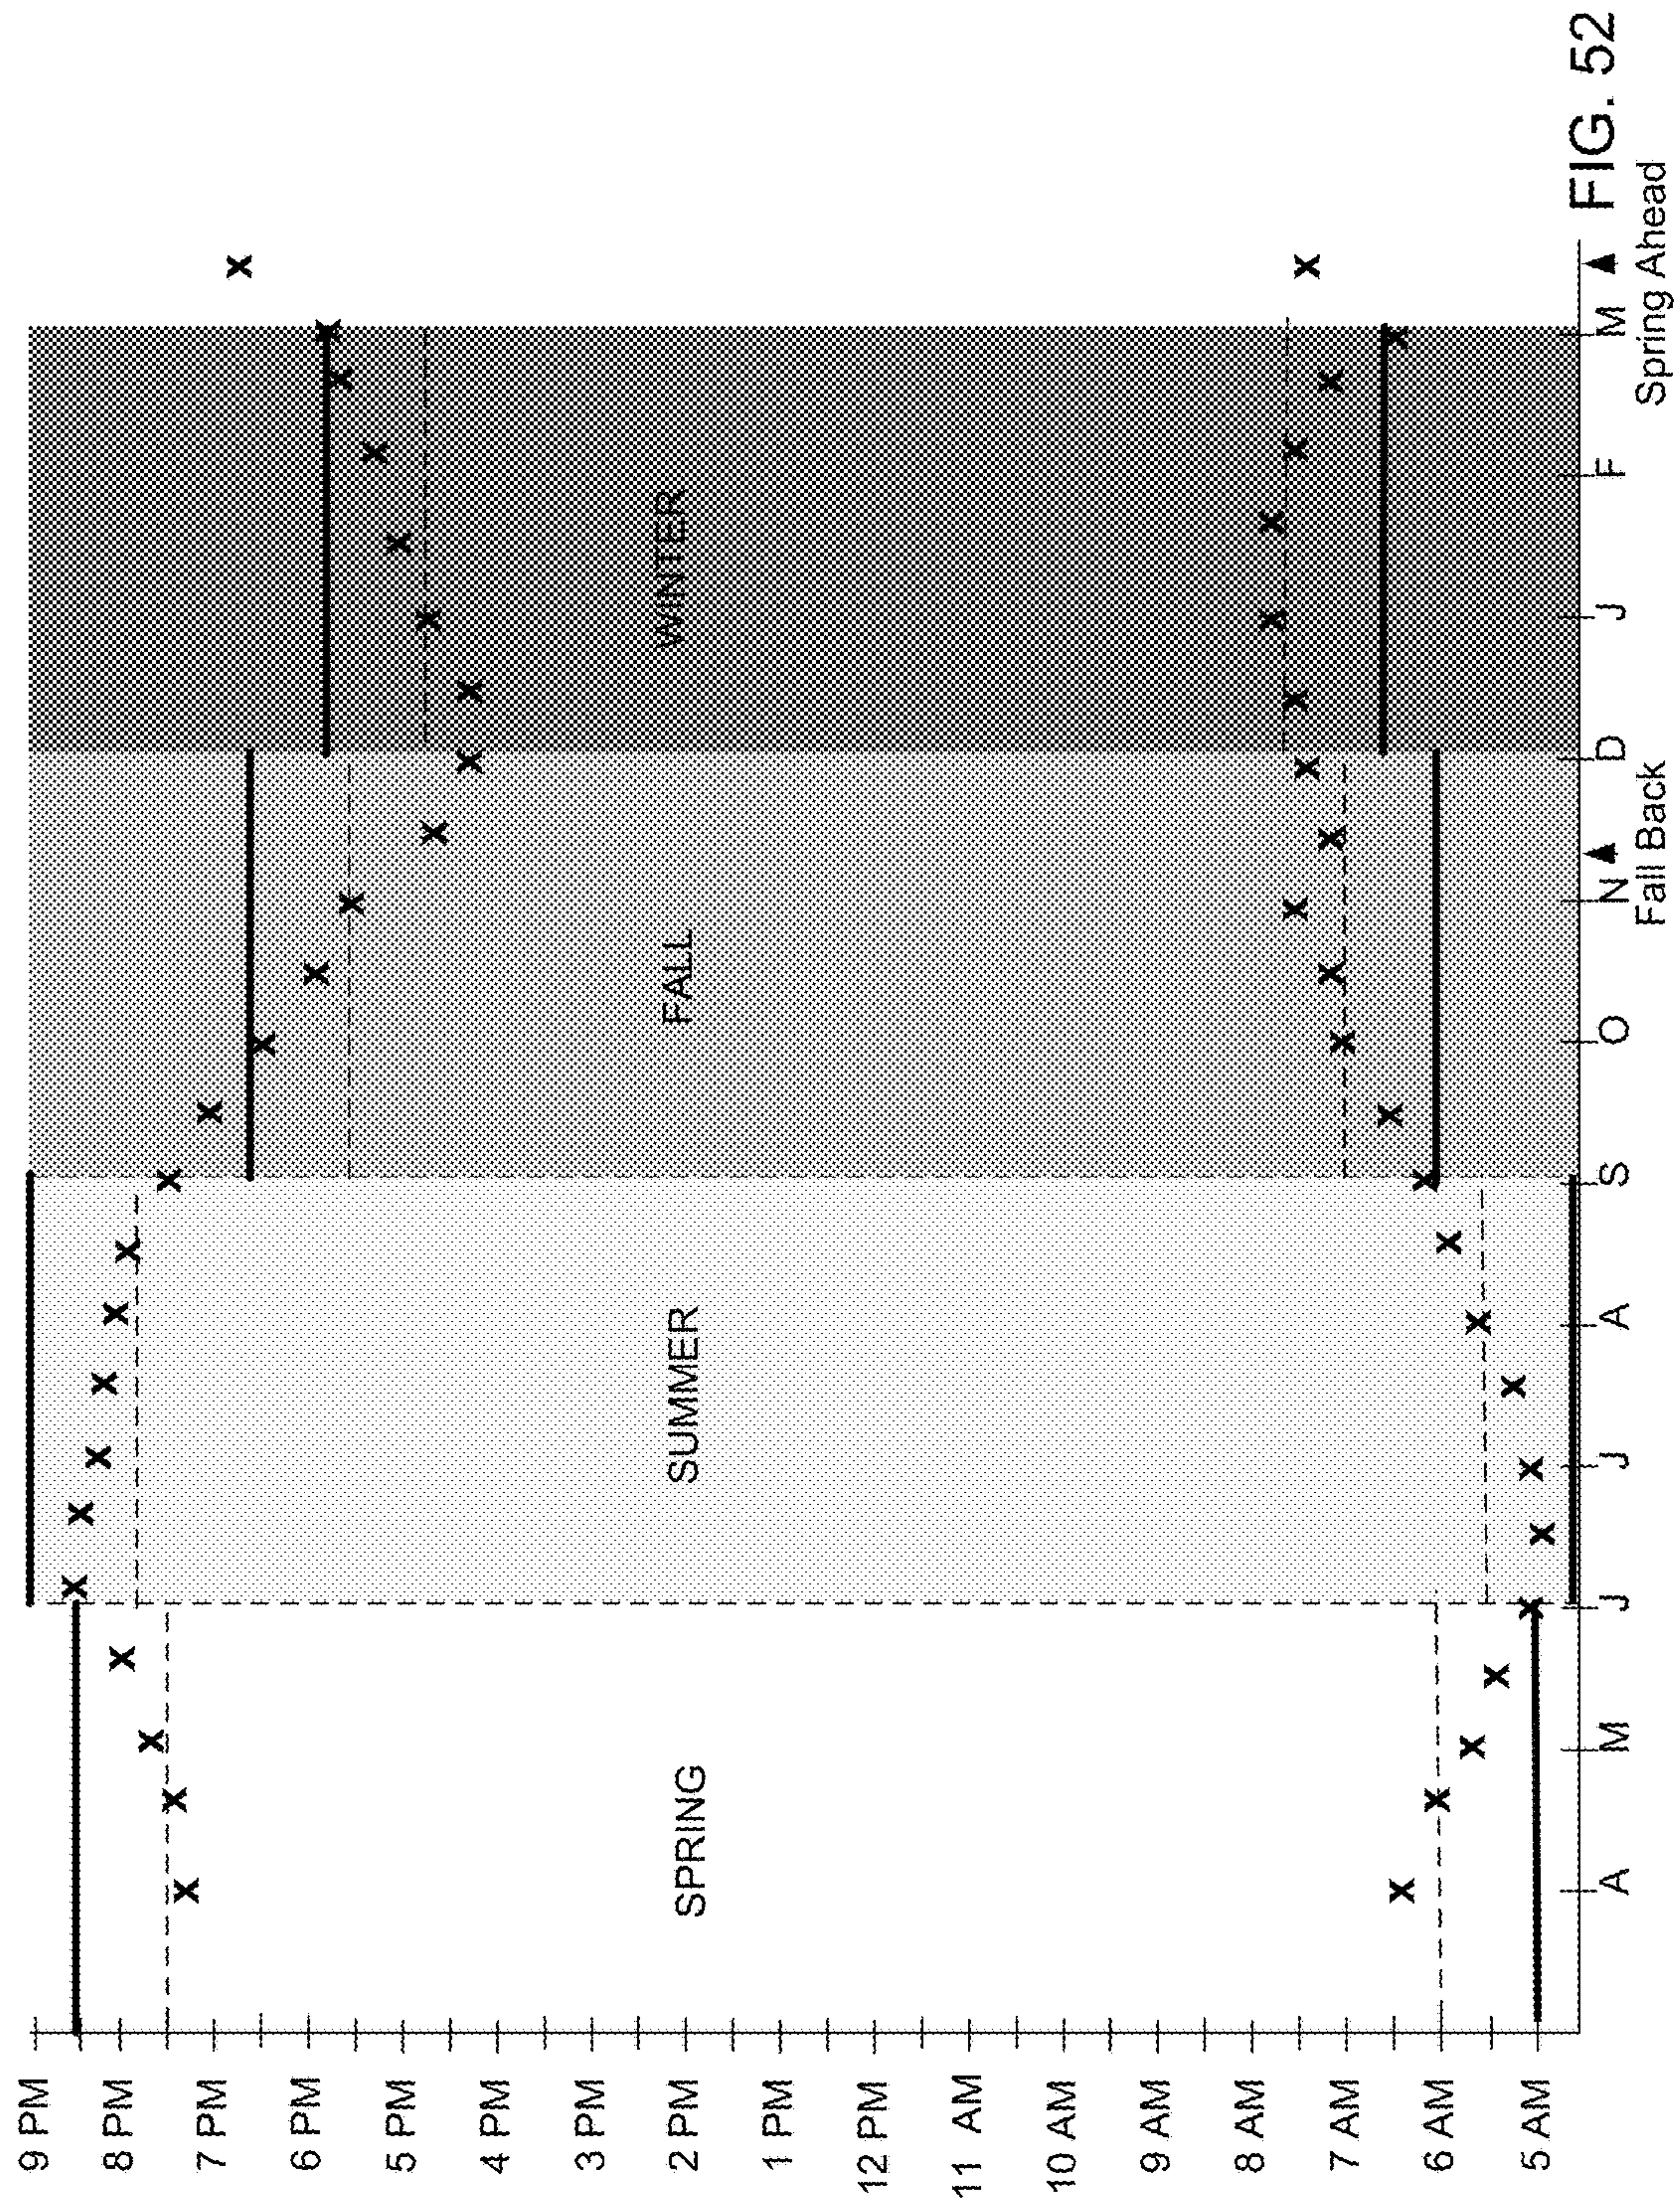 9 PM
8 PM
7 PM
6 PM
5 PM
4 PM
3 PM
2 PM
1 PM
12 PM
11 AM
10 AM
9 AM
8 AM
7 AM
6 AM
5 AM
SPRING
SUMMER
FALL
WINTER
A M J J A S O N D J F M
Fall Back
Spring Ahead
FIG. 52